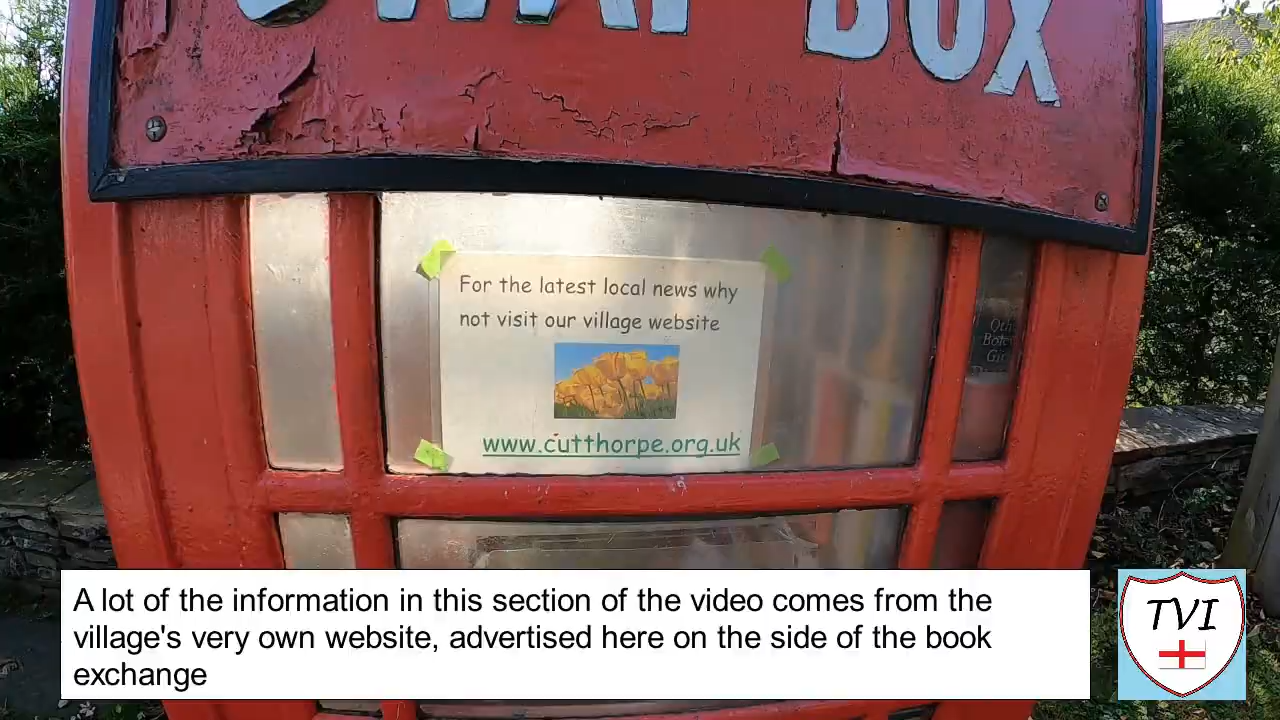 BOX
For the latest local news why
not visit our village website
www.cutthorpe.org.uk
A lot of the information in this section of the video comes from the
village's very own website, advertised here on the side of the book
exchange
TVI